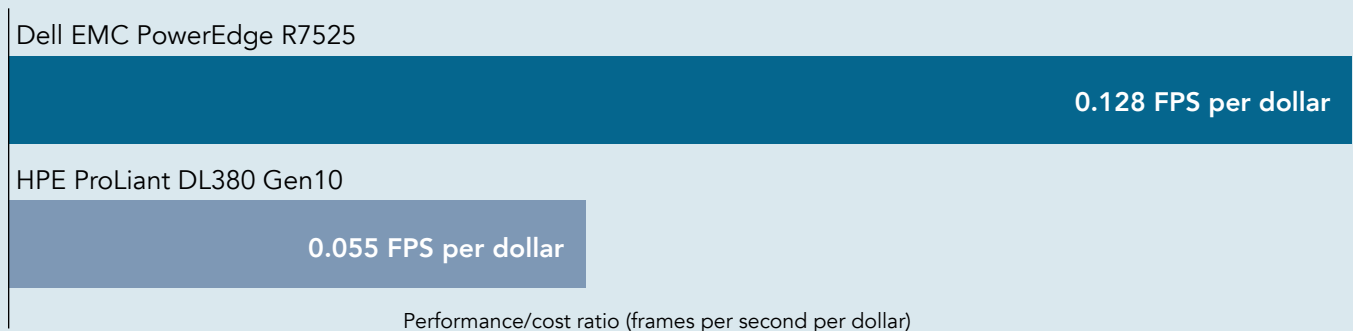 Dell EMC PowerEdge R7525
0.128 FPS per dollar
HPE ProLiant DL380 Gen10
0.055 FPS per dollar
Performance/cost ratio (frames per second per dollar)